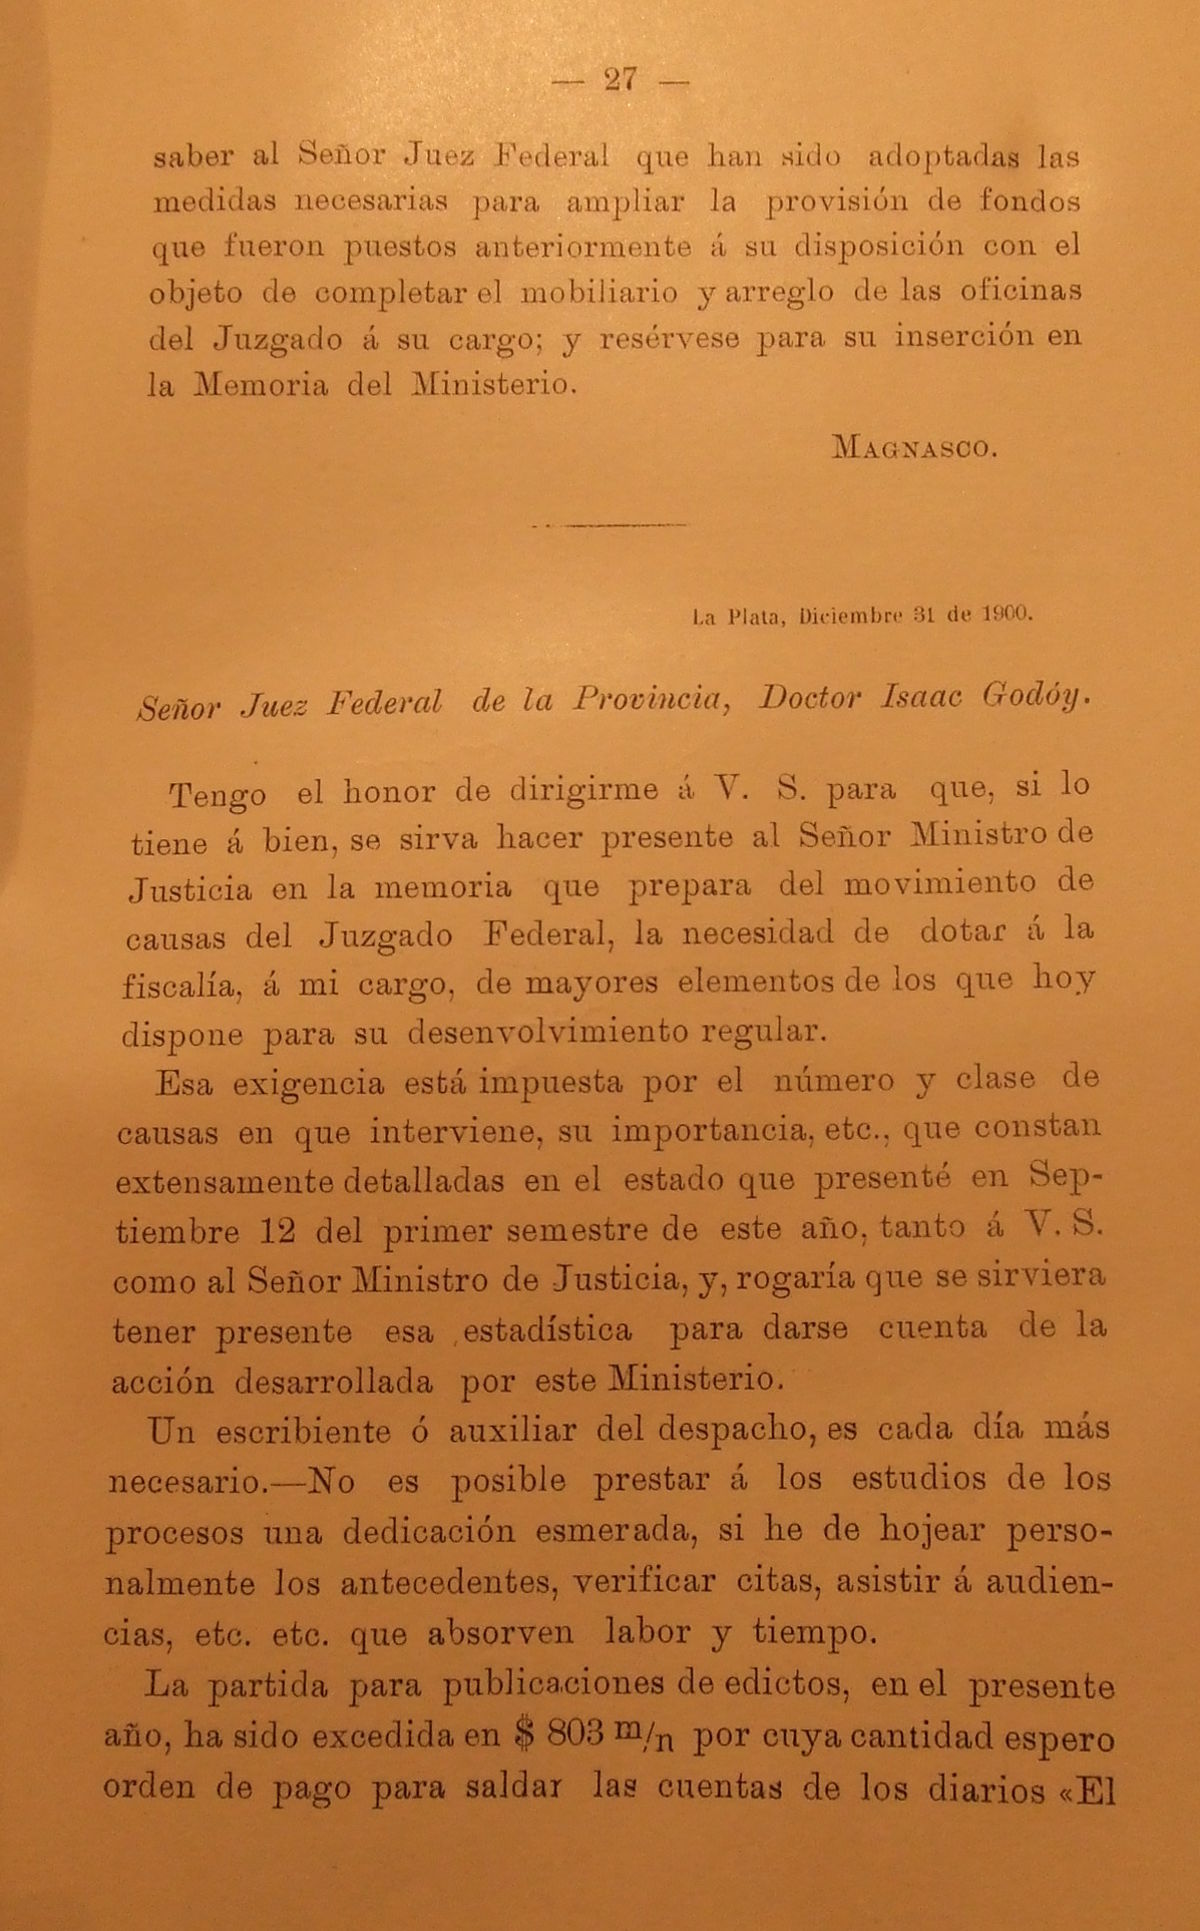 — 27 —
saber al Señor Juez Federal que han sido adoptadas las
medidas necesarias para ampliar la provisión de fondos
que fueron puestos anteriormente á su disposición con el
objeto de completar el mobiliario y arreglo de las oficinas
del Juzgado á su cargo; y resérvese para su inserción en
la Memoria del Ministerio.
MAGNASCO.
La Plata, Diciembre 31 de 1900.
Señor Juez Federal de la Provincia, Doctor Isaac Godóy.
Tengo el honor de dirigirme á V. S. para que, si lo
tiene á bien, se sirva hacer presente al Señor Ministro de
Justicia en la memoria que prepara del movimiento de
causas del Juzgado Federal, la necesidad de dotar á la
fiscalía, á mi cargo, de mayores elementos de los que hoy
dispone para su desenvolvimiento regular.
Esa exigencia está impuesta por el número y clase de
causas en que interviene, su importancia, etc., que constan
extensamente detalladas en el estado que presenté en Sep-
tiembre 12 del primer semestre de este año, tanto á V. S.
como al Señor Ministro de Justicia, y, rogaría que se sirviera
tener presente esa estadística para darse cuenta de la
acción desarrollada por este Ministerio.
Un escribiente ó auxiliar del despacho, es cada día más
necesario.—No es posible prestar á los estudios de los
procesos una dedicación esmerada, si he de hojear perso-
nalmente los antecedentes, verificar citas, asistir á audien-
cias, etc. etc. que absorven labor y tiempo.
La partida para publicaciones de edictos, en el presente
año, ha sido excedida en $ 803 m/n por cuya cantidad espero
orden de pago para saldar las cuentas de los diarios «El